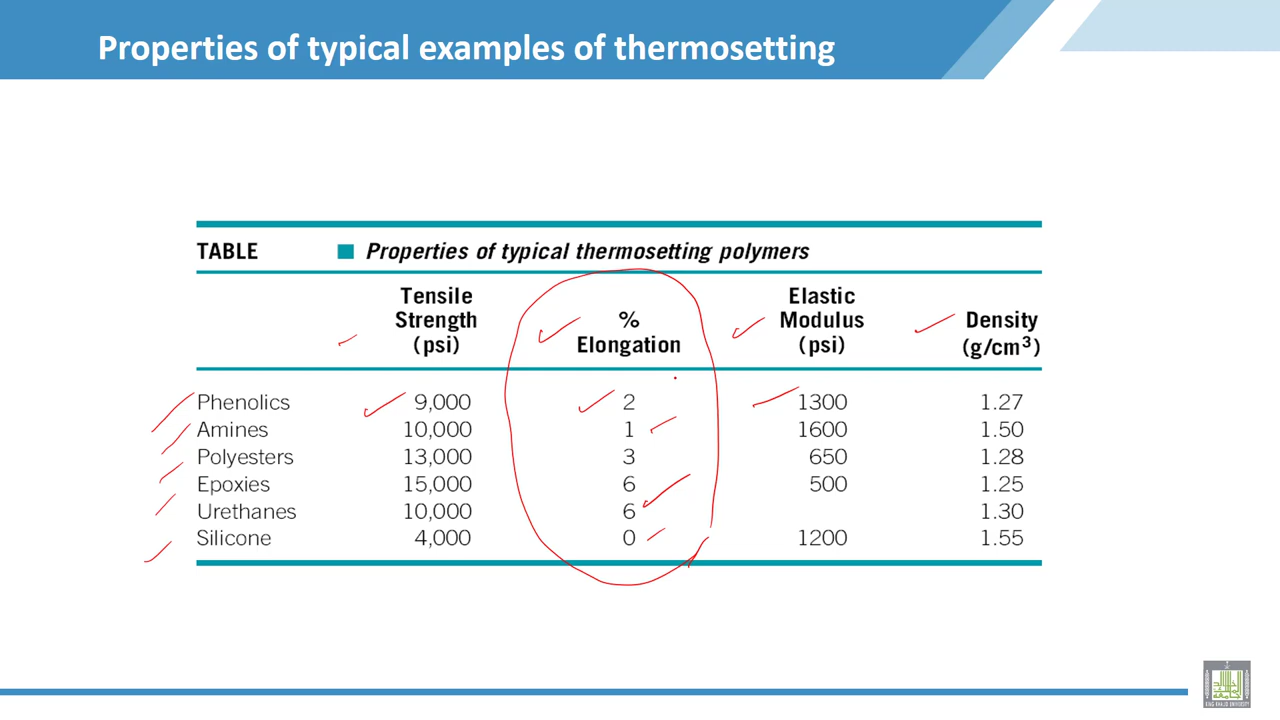 Properties of typical examples of thermosetting
TABLE ■ Properties of typical thermosetting polymers
Tensile Strength (psi) % Elongation Elastic Modulus (psi) Density (g/cm³)
Phenolics 9,000 2 1300 1.27
Amines 10,000 1 1600 1.50
Polyesters 13,000 3 650 1.28
Epoxies 15,000 6 500 1.25
Urethanes 10,000 6 1.30
Silicone 4,000 0 1200 1.55
KING KHALID UNIVERSITY